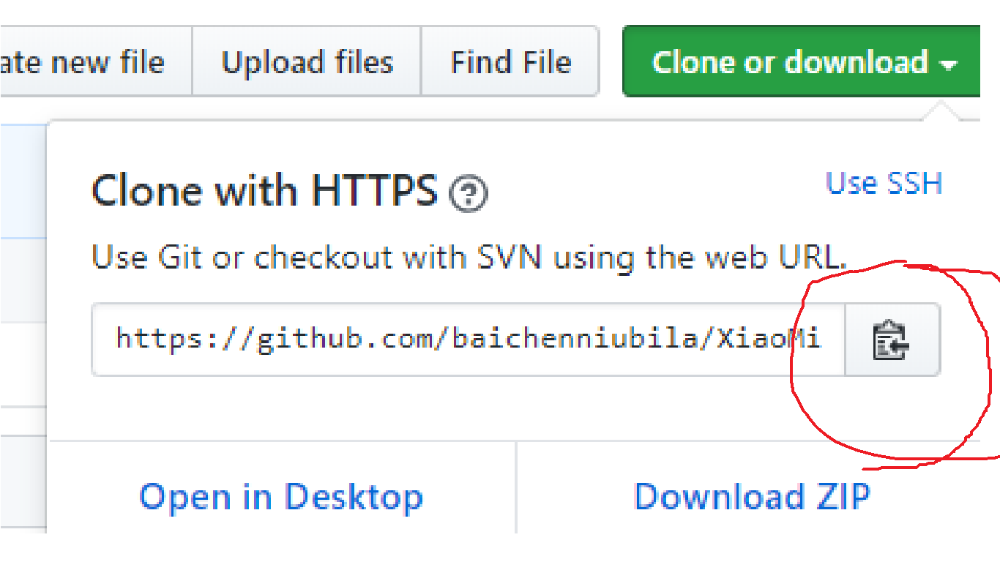 ate new file Upload files Find File Clone or download
Clone with HTTPS Use SSH
Use Git or checkout with SVN using the web URL.
https://github.com/baichenniubila/XiaoMi
Open in Desktop Download ZIP